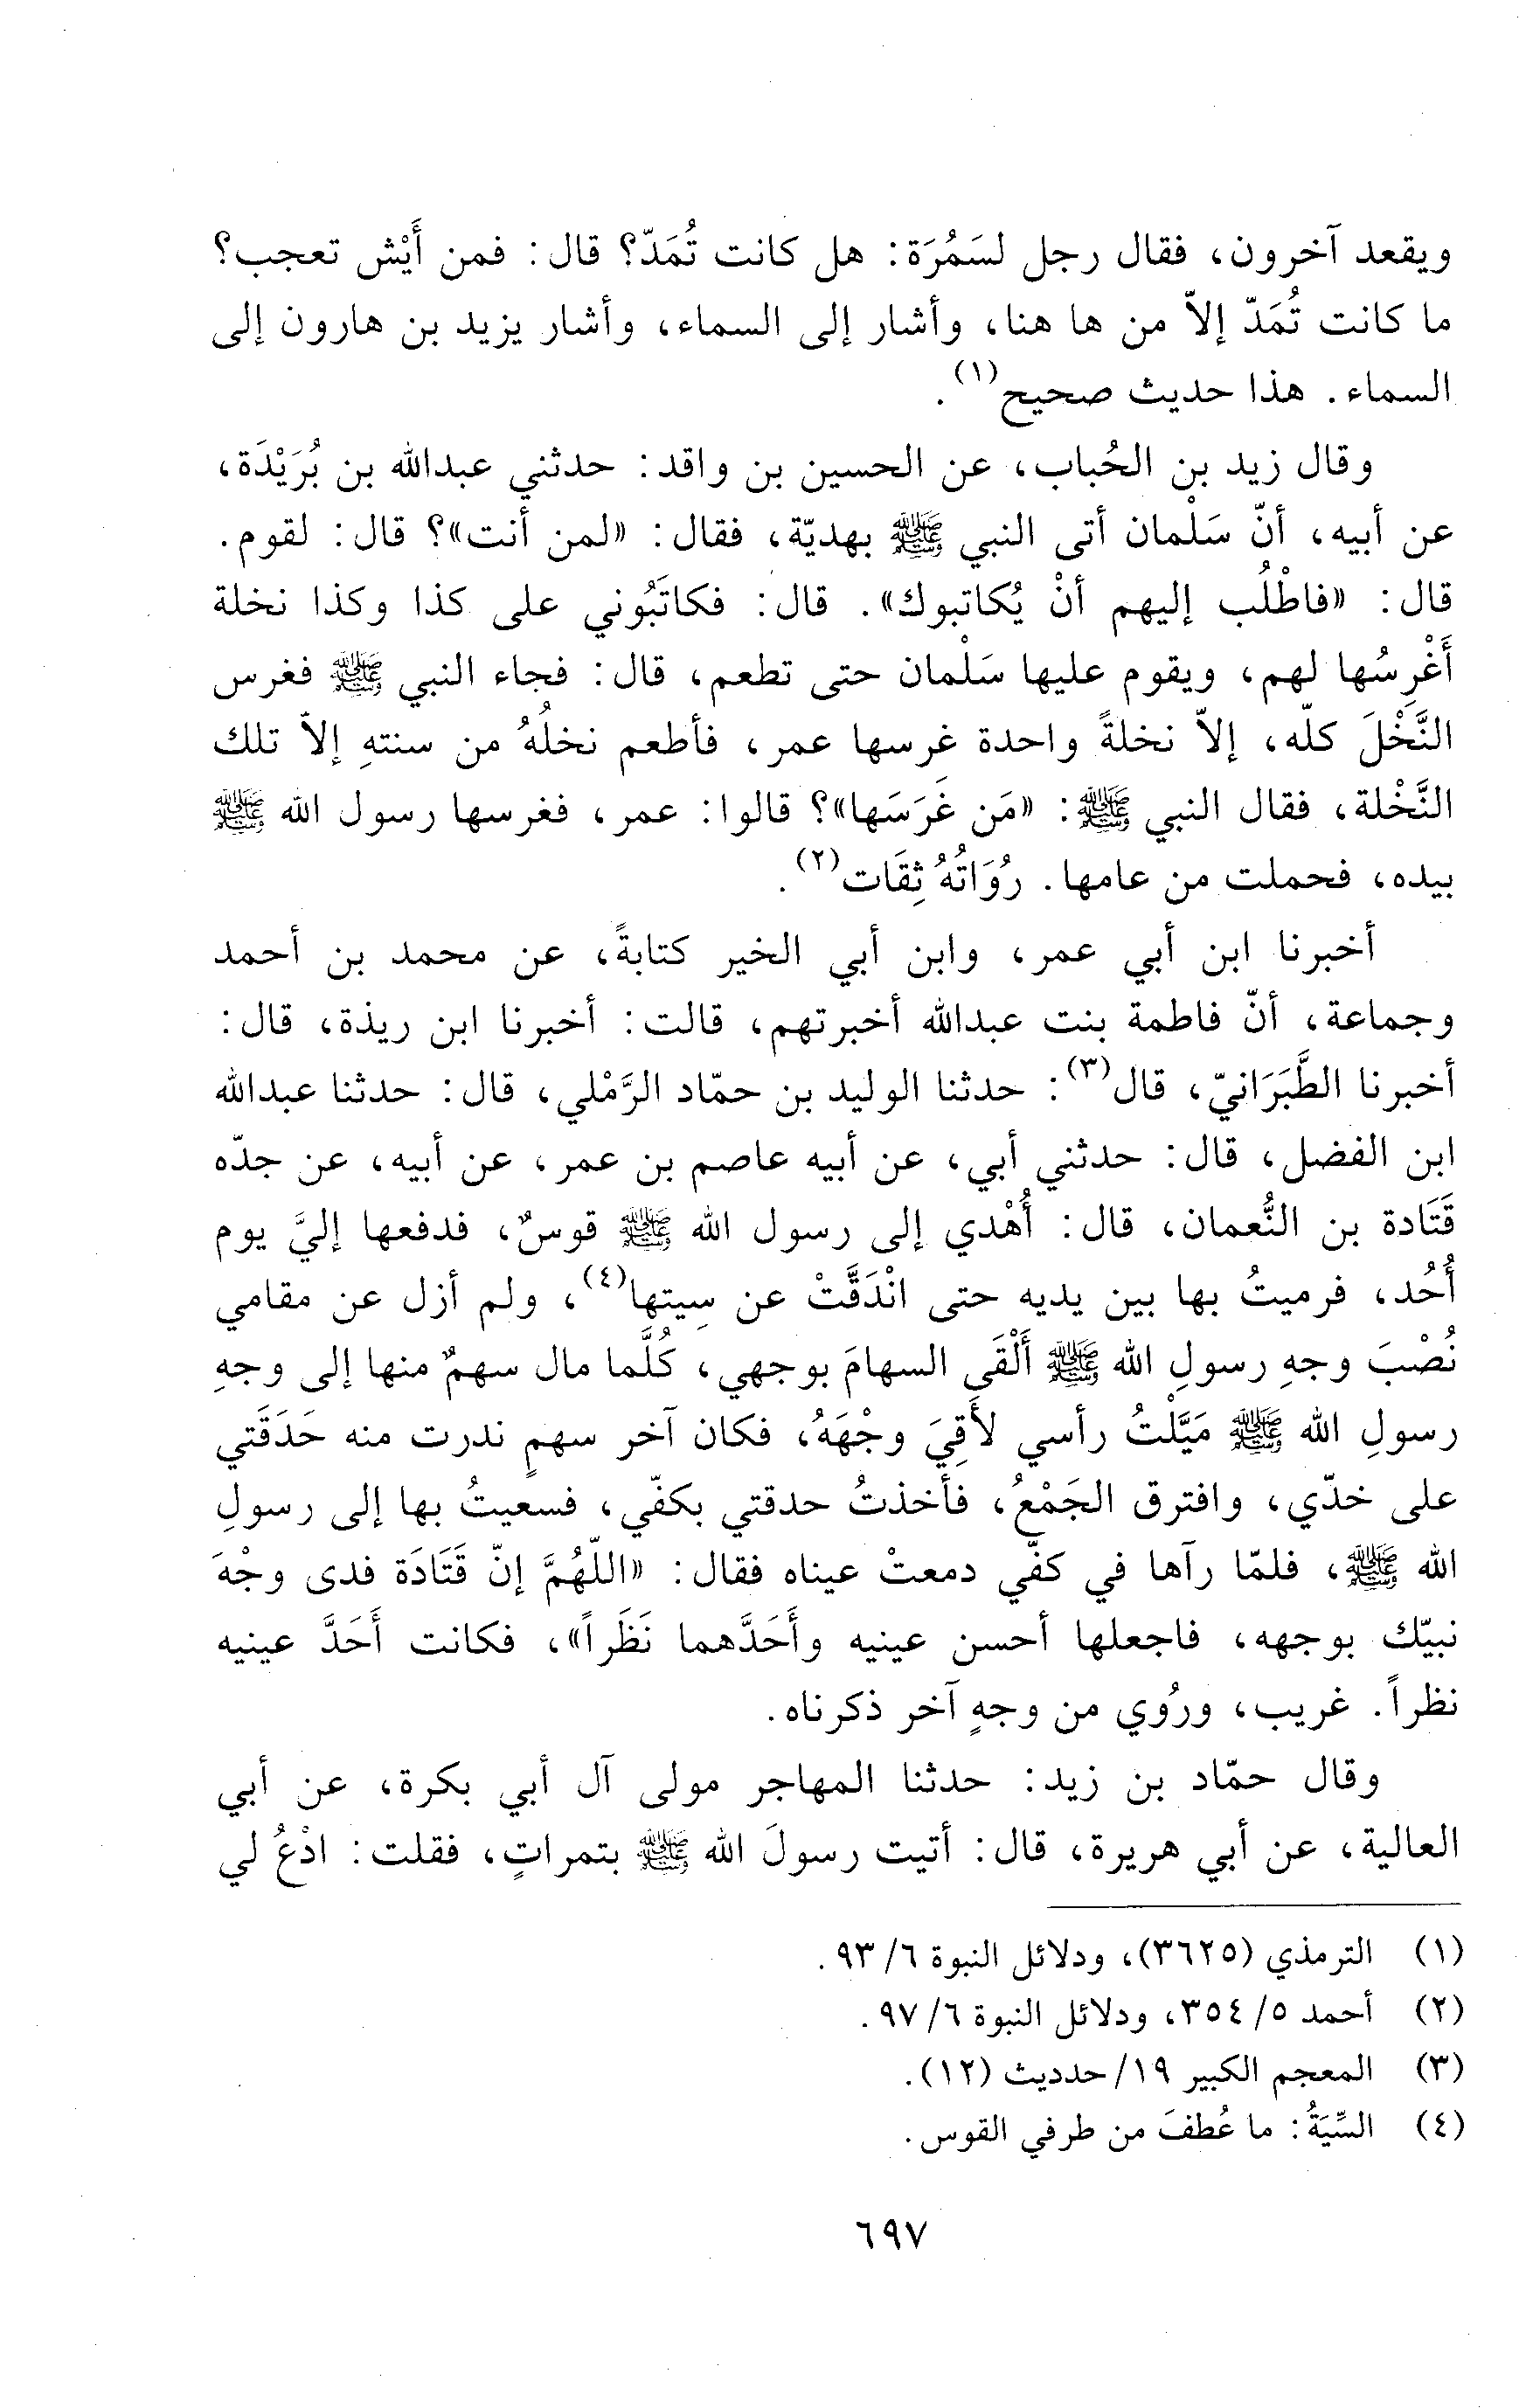 ويقعد آخرون، فقال رجل لسَمُرَة: هل كانت تُمَدّ؟ قال: فمن أَيْش تعجب؟
ما كانت تُمَدّ إلاّ من ها هنا، وأشار إلى السماء، وأشار يزيد بن هارون إلى
السماء. هذا حديث صحيح(١).
وقال زيد بن الحُباب، عن الحسين بن واقد: حدثني عبدالله بن بُرَيْدَة،
عن أبيه، أنّ سَلْمان أتى النبي ﷺ بهديّة، فقال: «لمن أنت»؟ قال: لقوم.
قال: «فاطْلُب إليهم أنْ يُكاتبوك». قال: فكاتَبُوني على كذا وكذا نخلة
أَغْرِسُها لهم، ويقوم عليها سَلْمان حتى تطعم، قال: فجاء النبي ﷺ فغرس
النَّخْلَ كلّه، إلاّ نخلةً واحدة غرسها عمر، فأطعم نخلُهُ من سنتهِ إلاّ تلك
النَّخْلة، فقال النبي ﷺ: «مَن غَرَسَها»؟ قالوا: عمر، فغرسها رسول الله ﷺ
بيده، فحملت من عامها. رُوَاتُهُ ثِقَات(٢).
أخبرنا ابن أبي عمر، وابن أبي الخير كتابةً، عن محمد بن أحمد
وجماعة، أنّ فاطمة بنت عبدالله أخبرتهم، قالت: أخبرنا ابن ريذة، قال:
أخبرنا الطَّبَرَانيّ، قال(٣): حدثنا الوليد بن حمّاد الرَّمْلي، قال: حدثنا عبدالله
ابن الفضل، قال: حدثني أبي، عن أبيه عاصم بن عمر، عن أبيه، عن جدّه
قَتَادة بن النُّعمان، قال: أُهْدي إلى رسول الله ﷺ قوسٌ، فدفعها إليَّ يوم
أُحُد، فرميتُ بها بين يديه حتى انْدَقَّتْ عن سِيتها(٤)، ولم أزل عن مقامي
نُصْبَ وجهِ رسولِ الله ﷺ أَلْقَى السهامَ بوجهي، كُلَّما مال سهمٌ منها إلى وجهِ
رسولِ الله ﷺ مَيَّلْتُ رأسي لأَقِيَ وجْهَهُ، فكان آخر سهمٍ ندرت منه حَدَقَتي
على خدّي، وافترق الجَمْعُ، فأخذتُ حدقتي بكفّي، فسعيتُ بها إلى رسولِ
الله ﷺ، فلمّا رآها في كفّي دمعتْ عيناه فقال: «اللّهُمَّ إنّ قَتَادَة فدى وجْهَ
نبيّك بوجهه، فاجعلها أحسن عينيه وأَحَدَّهما نَظَراً»، فكانت أَحَدَّ عينيه
نظراً. غريب، ورُوي من وجهٍ آخر ذكرناه.
وقال حمّاد بن زيد: حدثنا المهاجر مولى آل أبي بكرة، عن أبي
العالية، عن أبي هريرة، قال: أتيت رسولَ الله ﷺ بتمراتٍ، فقلت: ادْعُ لي
(١) الترمذي (٣٦٢٥)، ودلائل النبوة ٦/ ٩٣.
(٢) أحمد ٥/ ٣٥٤، ودلائل النبوة ٦/ ٩٧.
(٣) المعجم الكبير ١٩/حدديث (١٢).
(٤) السِّيَةُ: ما عُطفَ من طرفي القوس.
٦٩٧